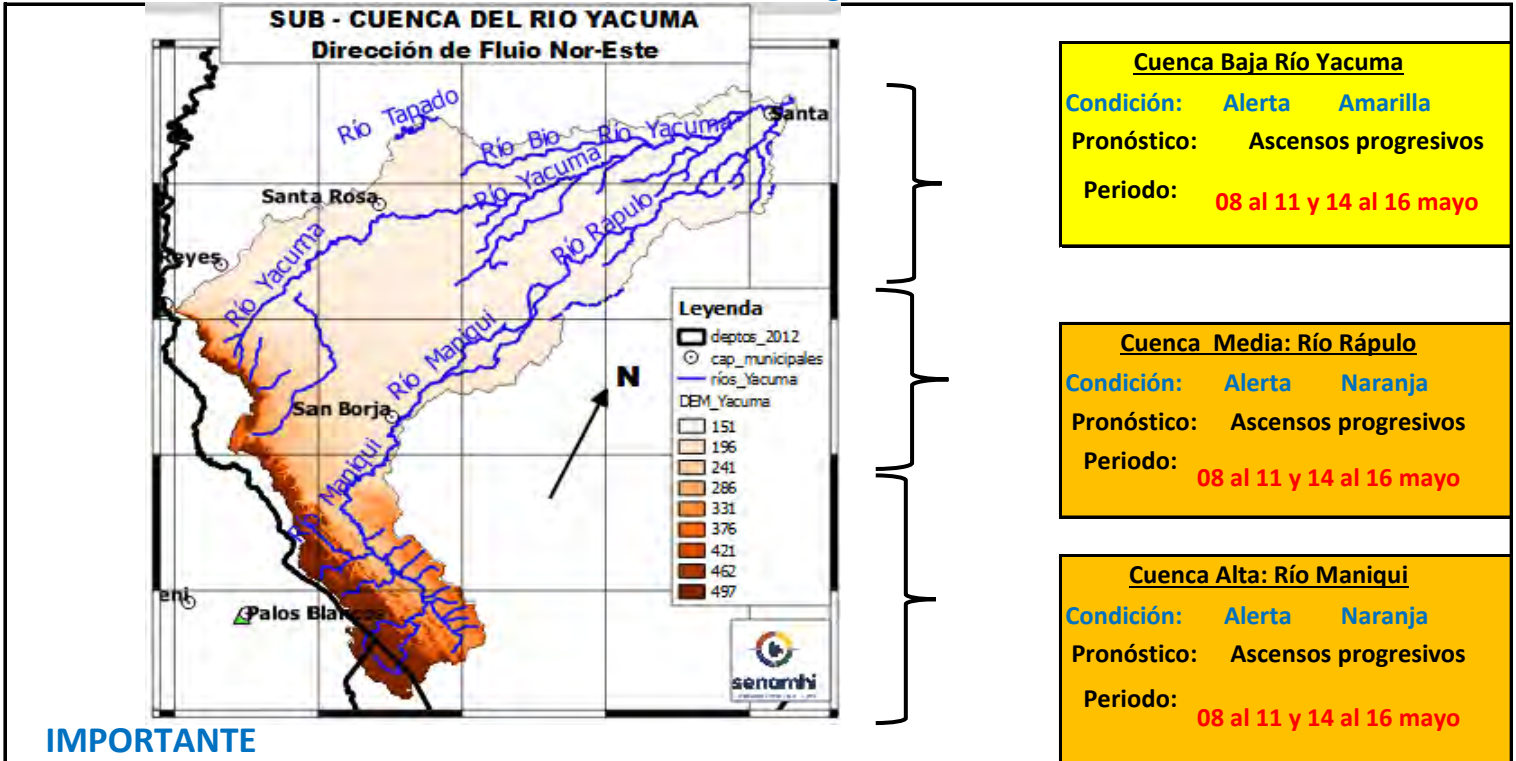 SUB - CUENCA DEL RIO YACUMA
Dirección de Flujo Nor-Este
Río Tapado
Río Bio
Río Yacuma
Santa
Río Yacuma
Santa Rosa
Río Rápulo
Reyes
Río Yacuma
Río Maniqui
San Borja
Río Maniqui
Río Maniqui
eni
Palos Blancos
N
Leyenda
deptos_2012
cap_municipales
ríos_Yacuma
DEM_Yacuma
151
196
241
286
331
376
421
462
497
senamhi
Cuenca Baja Río Yacuma
Condición: Alerta Amarilla
Pronóstico: Ascensos progresivos
Periodo: 08 al 11 y 14 al 16 mayo
Cuenca Media: Río Rápulo
Condición: Alerta Naranja
Pronóstico: Ascensos progresivos
Periodo: 08 al 11 y 14 al 16 mayo
Cuenca Alta: Río Maniqui
Condición: Alerta Naranja
Pronóstico: Ascensos progresivos
Periodo: 08 al 11 y 14 al 16 mayo
IMPORTANTE